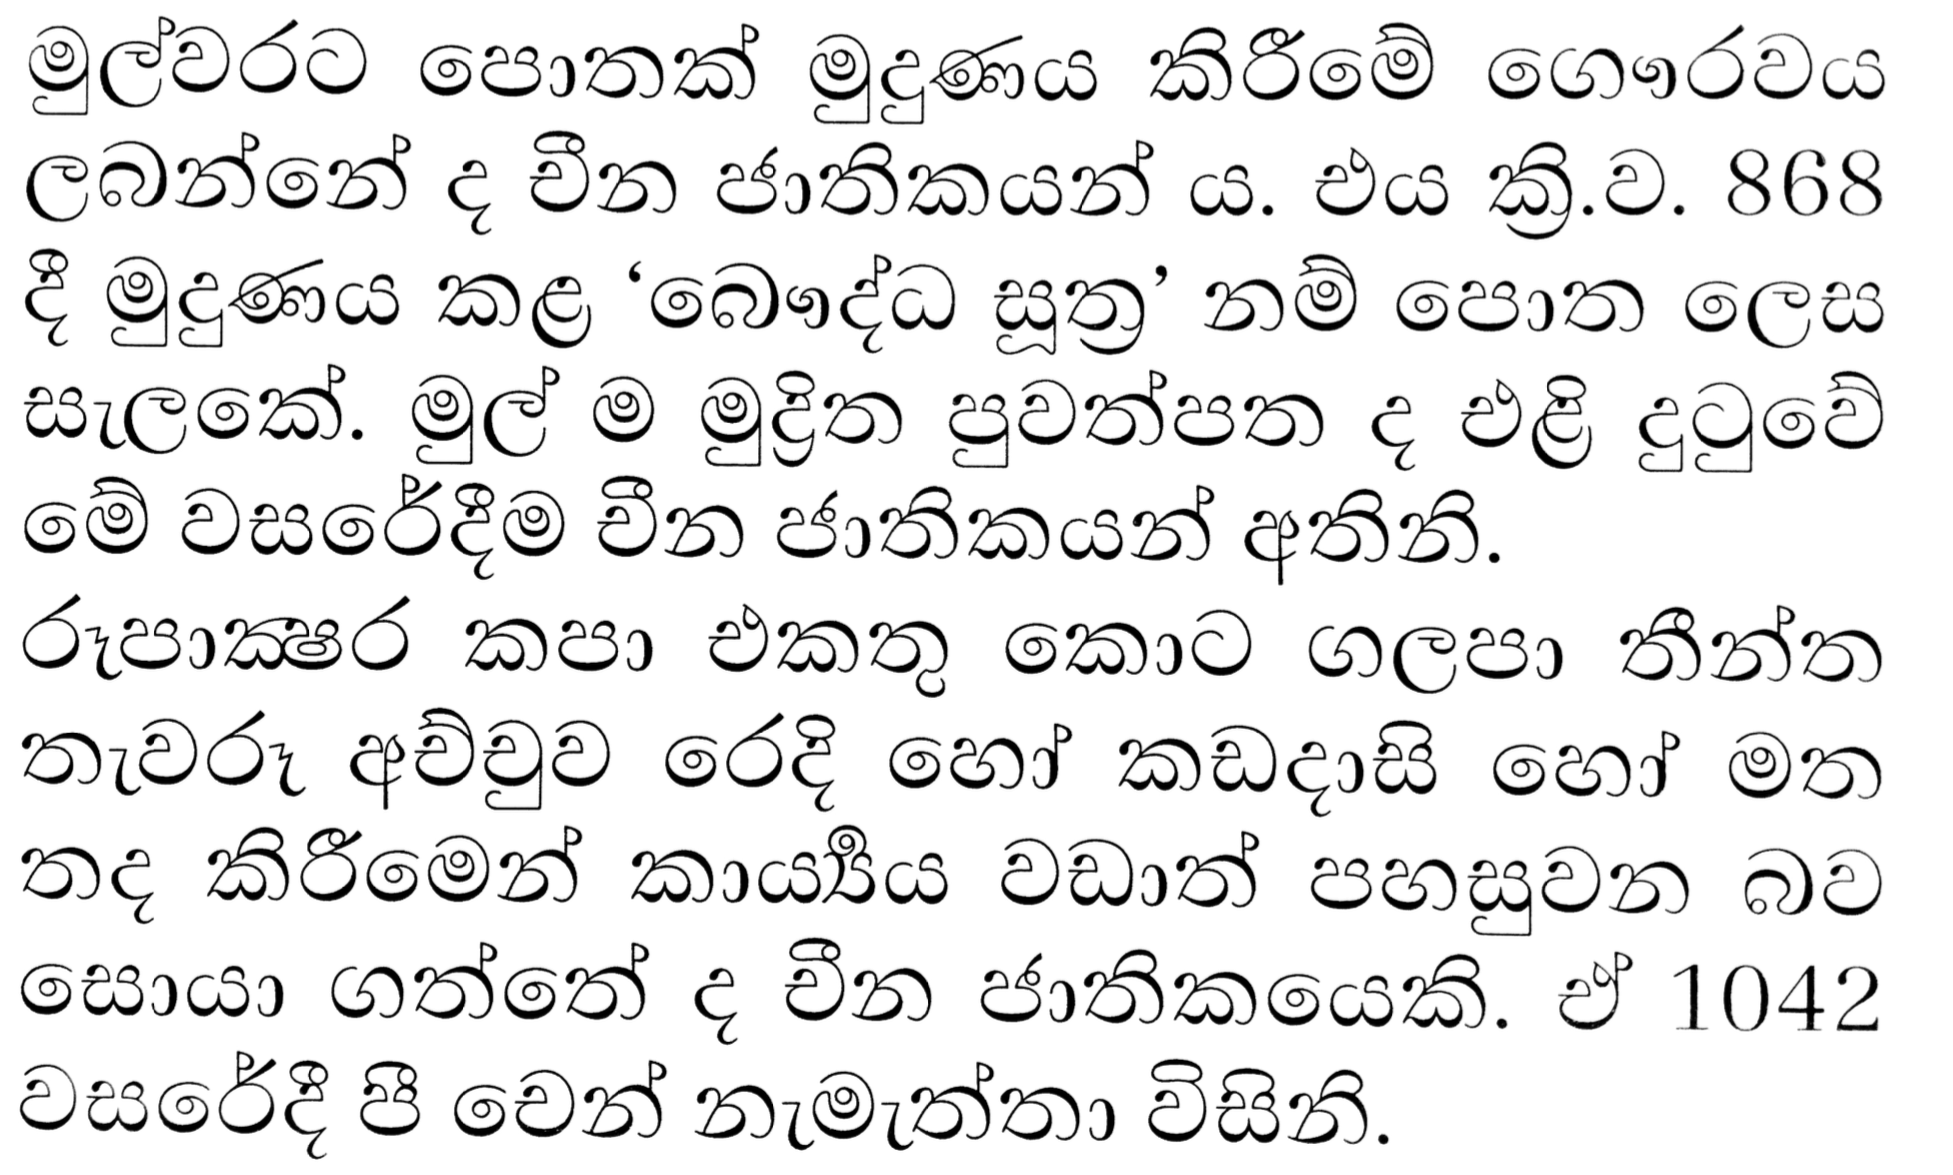 මුල්වරට පොතක් මුද්‍රණය කිරීමේ ගෞරවය
ලබන්නේ ද චීන ජාතිකයන් ය. එය ක්‍රි.ව. 868
දී මුද්‍රණය කළ ‘බෞද්ධ සූත්‍ර’ නම් පොත ලෙස
සැලකේ. මුල් ම මුද්‍රිත පුවත්පත ද එළි දුටුවේ
මේ වසරේදීම චීන ජාතිකයන් අතිනි.
රූපාක්‍ෂර කපා එකතු කොට ගලපා තීන්ත
තැවරූ අච්චුව රෙදි හෝ කඩදාසි හෝ මත
තද කිරීමෙන් කාර්‍ය්‍යය වඩාත් පහසුවන බව
සොයා ගත්තේ ද චීන ජාතිකයෙකි. ඒ 1042
වසරේදී පී චෙන් නැමැත්තා විසිනි.